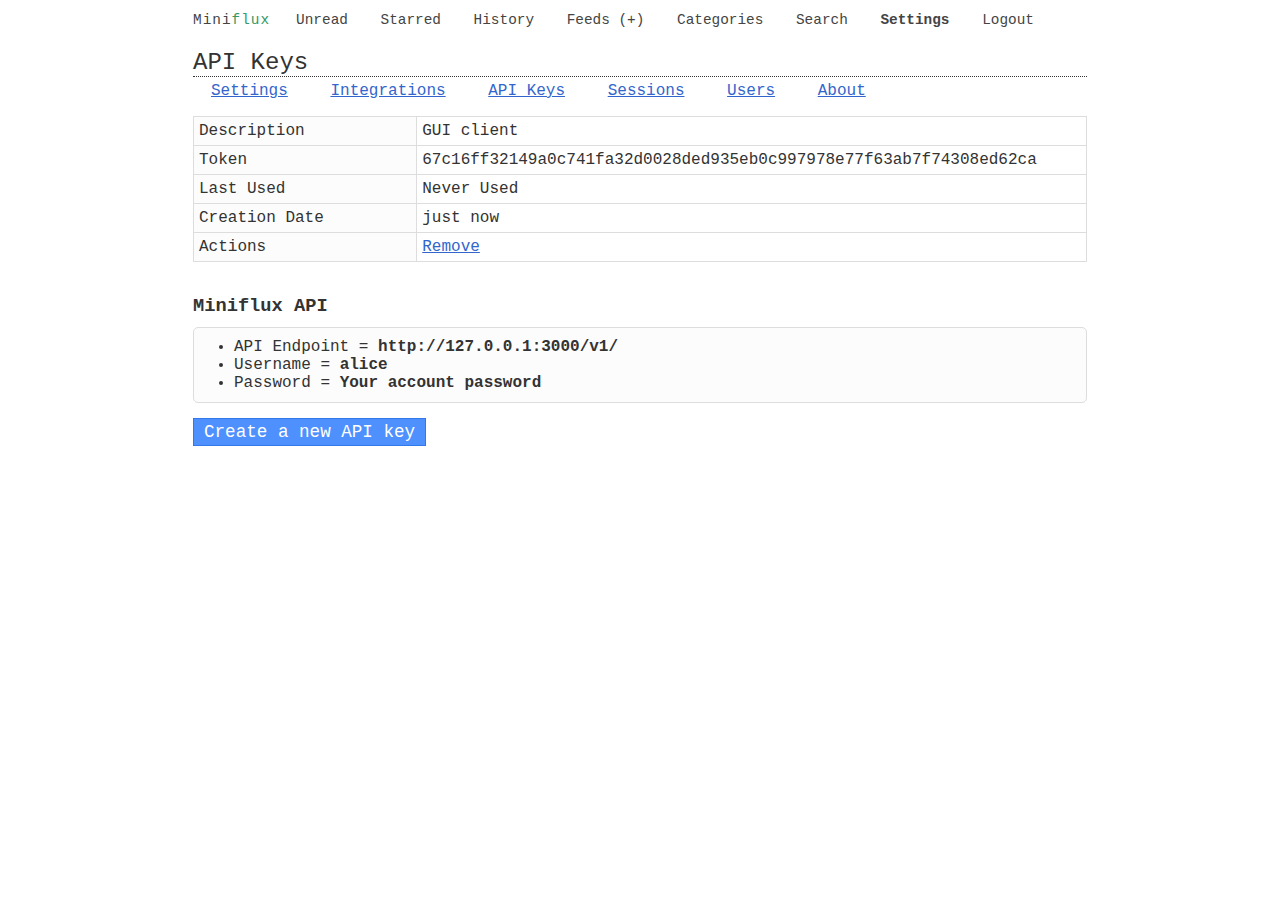 Miniflux Unread Starred History Feeds (+) Categories Search Settings Logout
API Keys
Settings Integrations API Keys Sessions Users About
Description GUI client
Token 67c16ff32149a0c741fa32d0028ded935eb0c997978e77f63ab7f74308ed62ca
Last Used Never Used
Creation Date just now
Actions Remove
Miniflux API
• API Endpoint = http://127.0.0.1:3000/v1/
• Username = alice
• Password = Your account password
Create a new API key